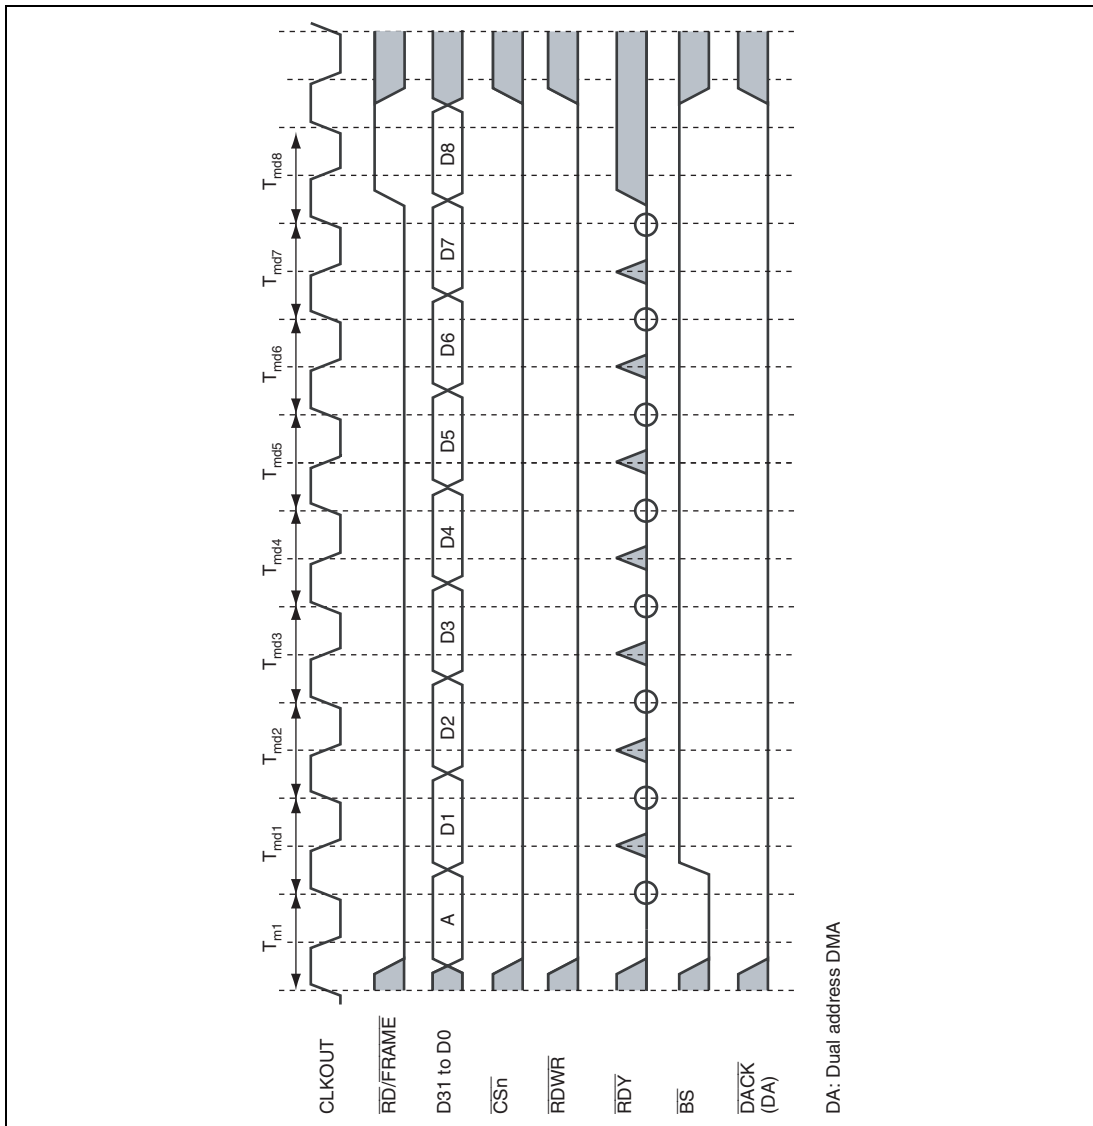 Tm1 Tmd1 Tmd2 Tmd3 Tmd4 Tmd5 Tmd6 Tmd7 Tmd8
CLKOUT
RD/FRAME
D31 to D0 A D1 D2 D3 D4 D5 D6 D7 D8
CSn
RDWR
RDY
BS
DACK
(DA)
DA: Dual address DMA